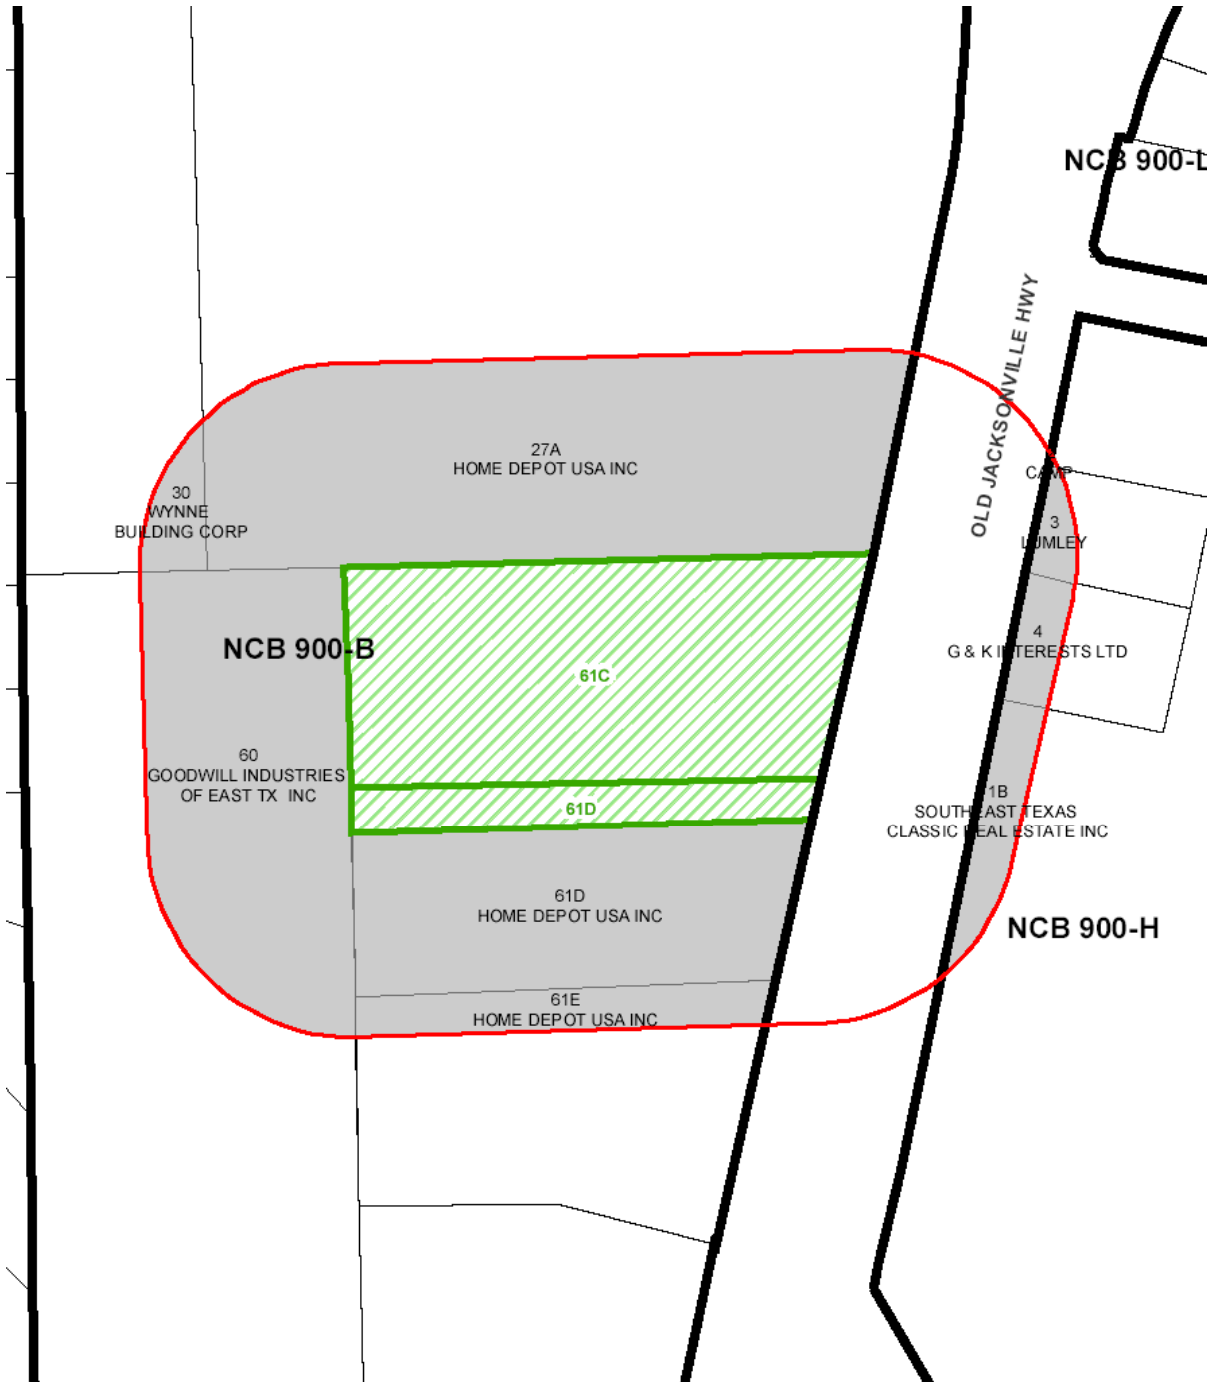 NCB 900-L
OLD JACKSONVILLE HWY
27A
HOME DEPOT USA INC
CAMP
30
WYNNE
BUILDING CORP
3
LUMLEY
NCB 900-B
4
G & K INTERESTS LTD
61C
60
GOODWILL INDUSTRIES
OF EAST TX INC
61D
1B
SOUTHEAST TEXAS
CLASSIC REAL ESTATE INC
61D
HOME DEPOT USA INC
NCB 900-H
61E
HOME DEPOT USA INC